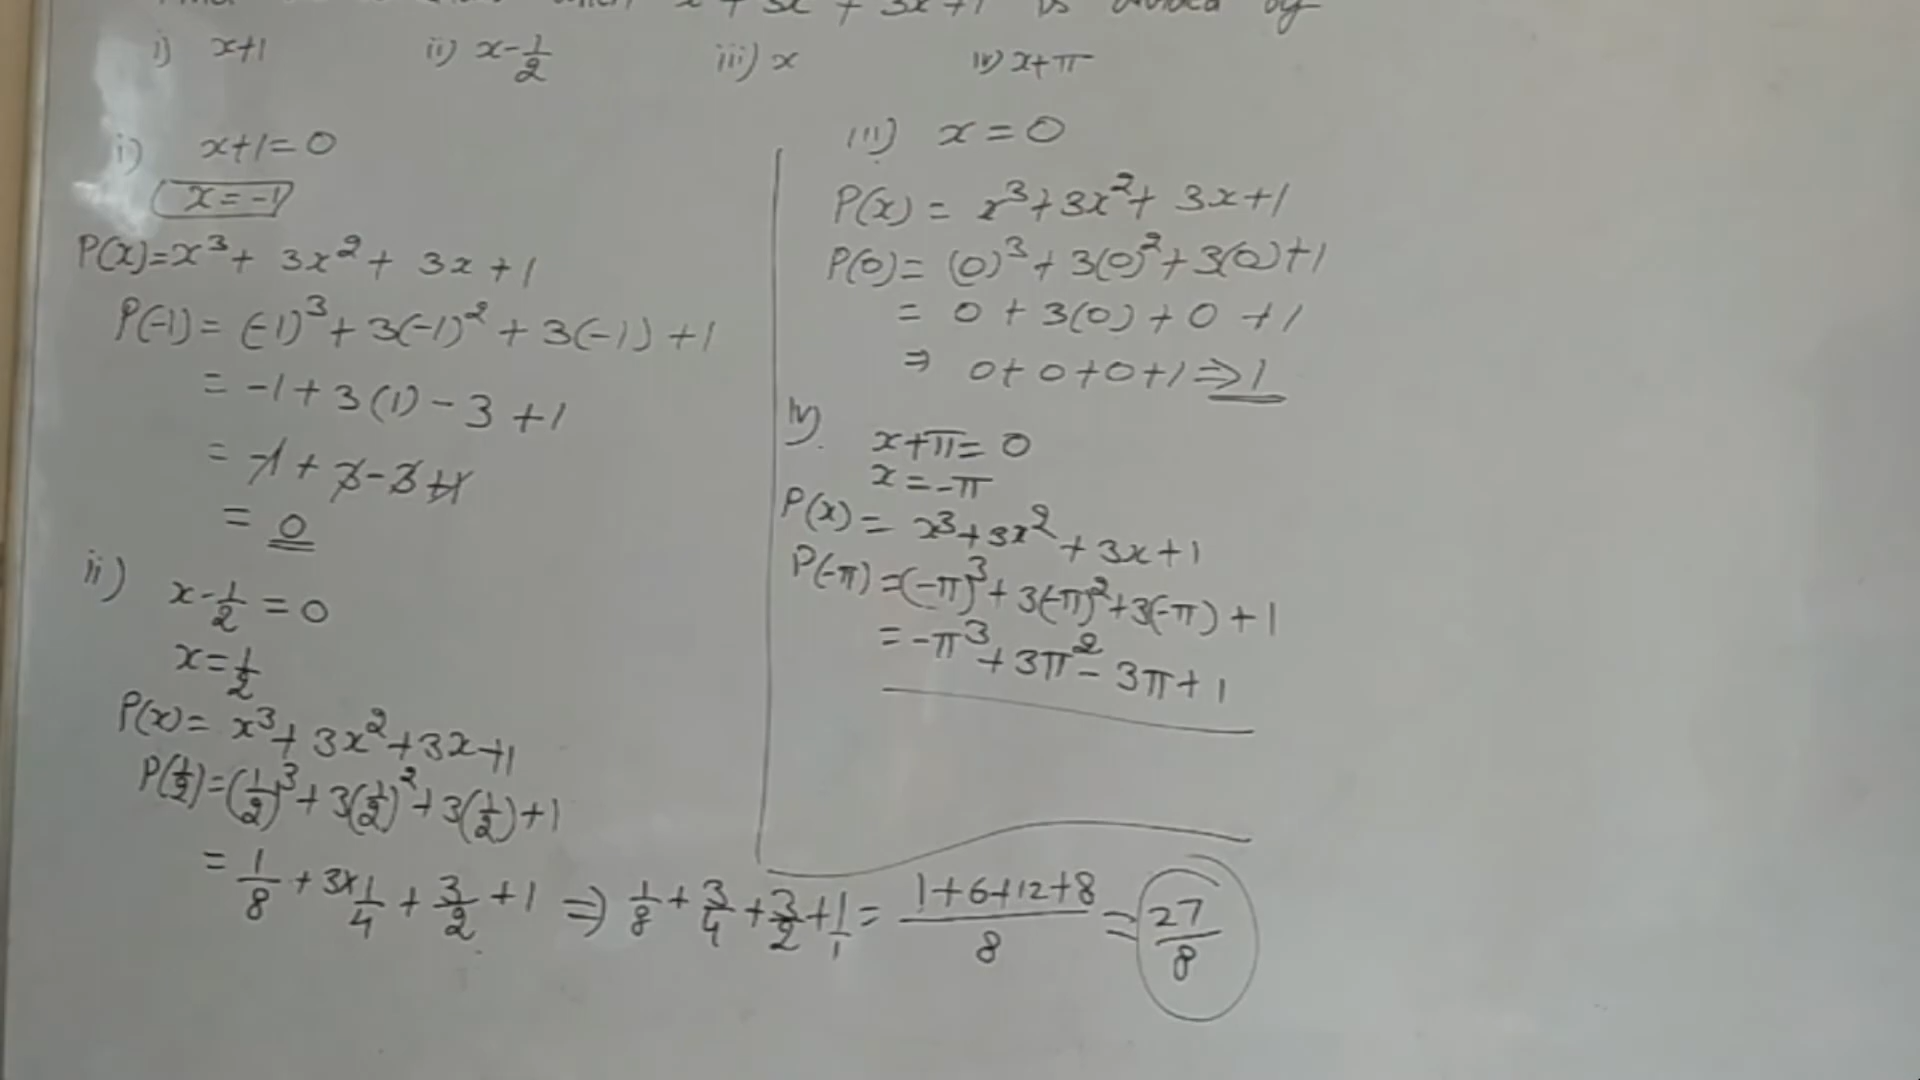 x + 3x + 3x+1 is divided by
i) x+1 ii) x-1/2 iii) x iv) x+π
i) x+1=0
x=-1
P(x)=x³+ 3x²+ 3x+1
P(-1)= (-1)³+ 3(-1)² + 3(-1) +1
= -1+3(1)-3+1
= -1+3-3+1
= 0
ii) x-1/2=0
x=1/2
P(x)= x³+3x²+3x+1
P(1/2)=(1/2)³+3(1/2)²+3(1/2)+1
= 1/8 + 3×1/4 + 3/2 +1 ⇒ 1/8 + 3/4 + 3/2 + 1/1 = (1+6+12+8)/8 = 27/8
iii) x=0
P(x) = x³+3x²+ 3x+1
P(0)= (0)³+3(0)²+3(0)+1
= 0+3(0)+0+1
⇒ 0+0+0+1⇒1
iv) x+π=0
x=-π
P(x)= x³+3x²+3x+1
P(-π)=(-π)³+3(-π)²+3(-π)+1
=-π³+3π²-3π+1